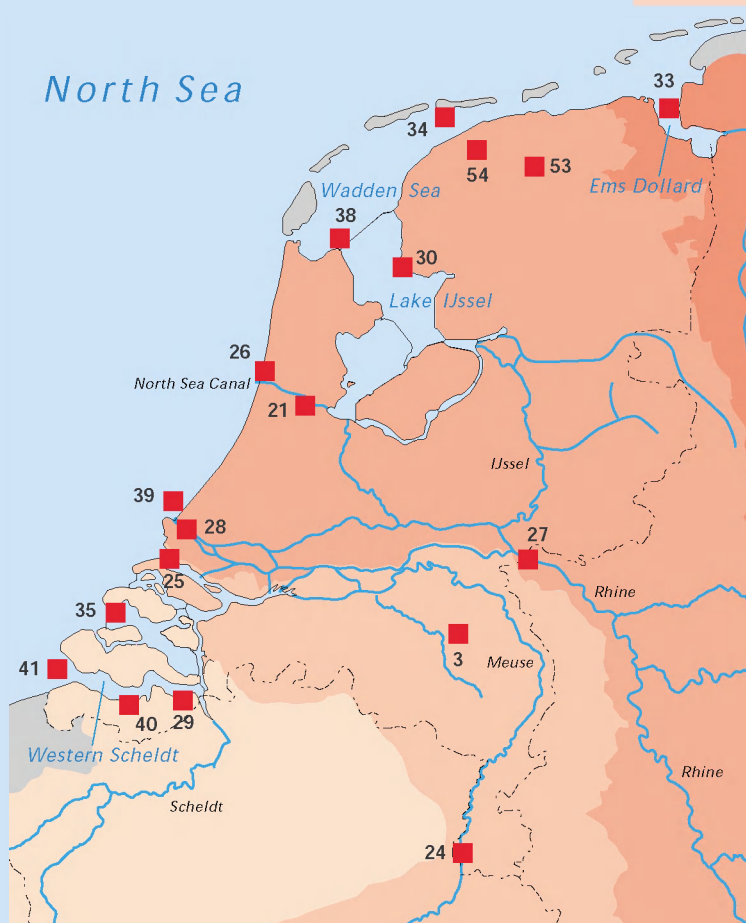 North Sea
33
34
54
53
Ems Dollard
Wadden Sea
38
30
Lake IJssel
26
North Sea Canal
21
IJssel
39
28
27
25
Rhine
35
3
Meuse
41
40
29
Western Scheldt
Rhine
Scheldt
24